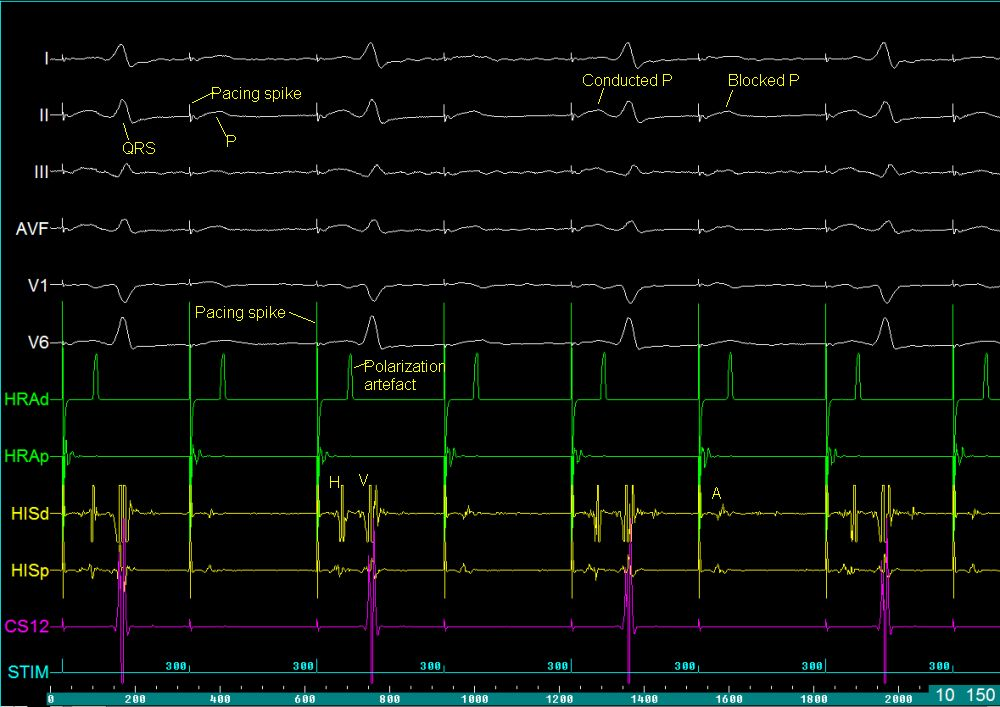 I
Conducted P
Blocked P
Pacing spike
II
QRS
P
III
AVF
V1
Pacing spike
V6
Polarization
artefact
HRAd
HRAp
H
V
A
HISd
HISp
CS12
STIM
300 300 300 300 300 300 300
0 200 400 600 800 1000 1200 1400 1600 1800 2000
10 150